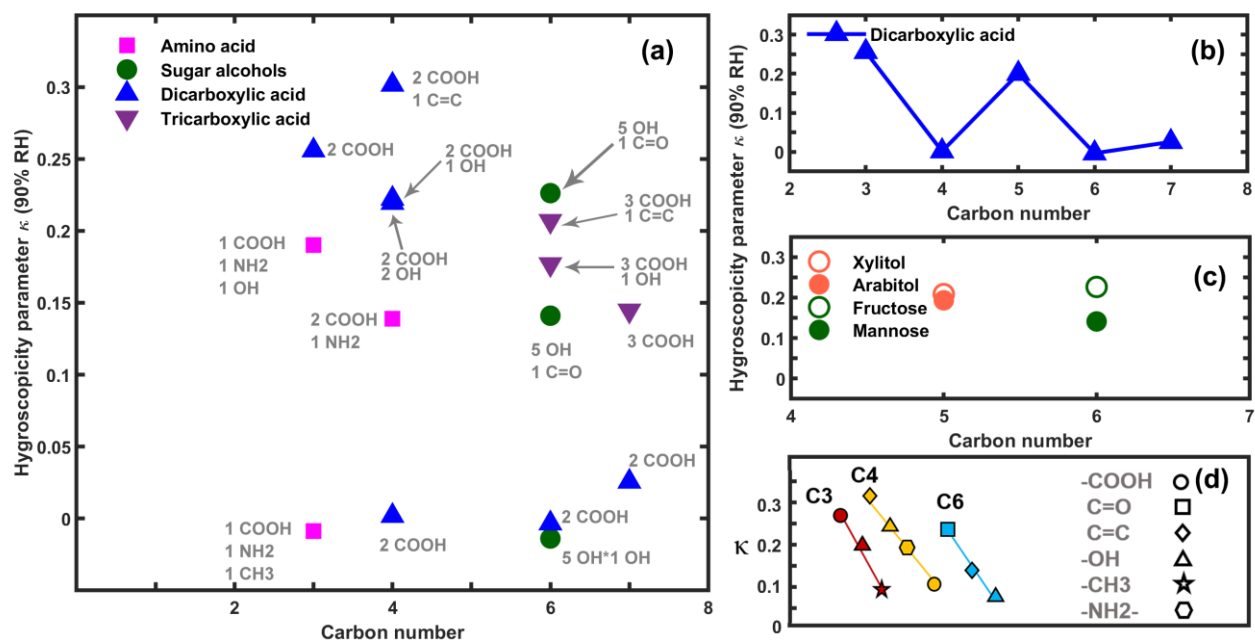 Amino acid
Sugar alcohols
Dicarboxylic acid
Tricarboxylic acid
(a)
Hygroscopicity parameter κ (90% RH)
0.3
0.25
0.2
0.15
0.1
0.05
0
2 COOH
1 C=C
2 COOH
2 COOH
1 OH
5 OH
1 C=O
3 COOH
1 C=C
1 COOH
1 NH2
1 OH
2 COOH
2 OH
3 COOH
1 OH
2 COOH
1 NH2
5 OH
1 C=O
3 COOH
2 COOH
1 COOH
1 NH2
1 CH3
2 COOH
2 COOH
5 OH*1 OH
2
4
6
8
Carbon number
Hygroscopicity parameter κ (90% RH)
Dicarboxylic acid
(b)
0.3
0.2
0.1
0
2
3
4
5
6
7
8
Carbon number
(c)
0.3
0.2
0.1
0
Xylitol
Arabitol
Fructose
Mannose
4
5
6
7
Carbon number
(d)
κ
0.3
0.2
0.1
0
C3
C4
C6
-COOH
C=O
C=C
-OH
-CH3
-NH2-